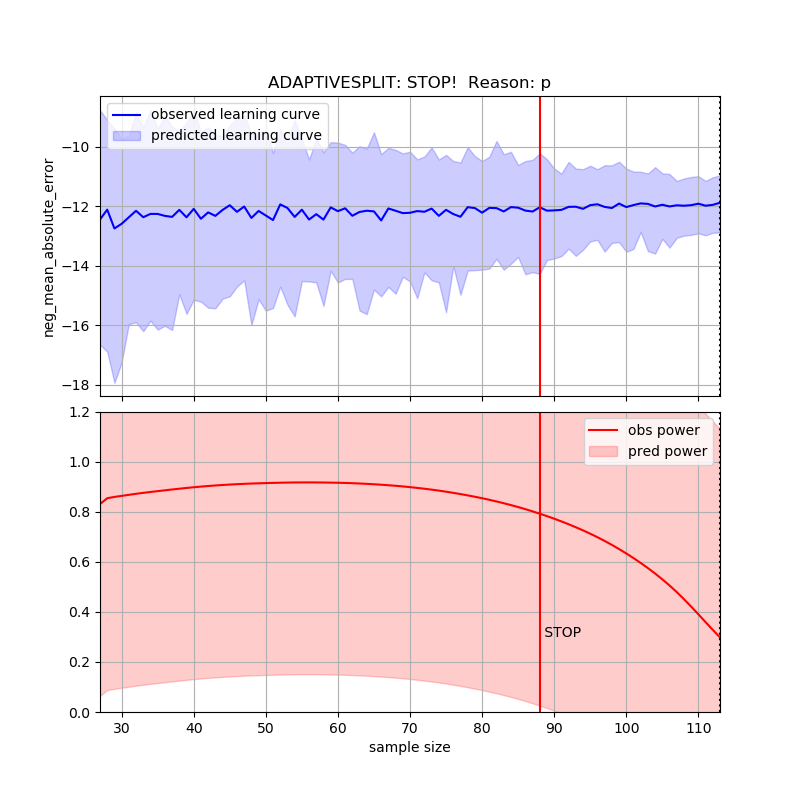 ADAPTIVESPLIT: STOP!  Reason: p
observed learning curve
predicted learning curve
neg_mean_absolute_error
−10
−12
−14
−16
−18
1.2
1.0
0.8
0.6
0.4
0.2
0.0
obs power
pred power
STOP
30 40 50 60 70 80 90 100 110
sample size